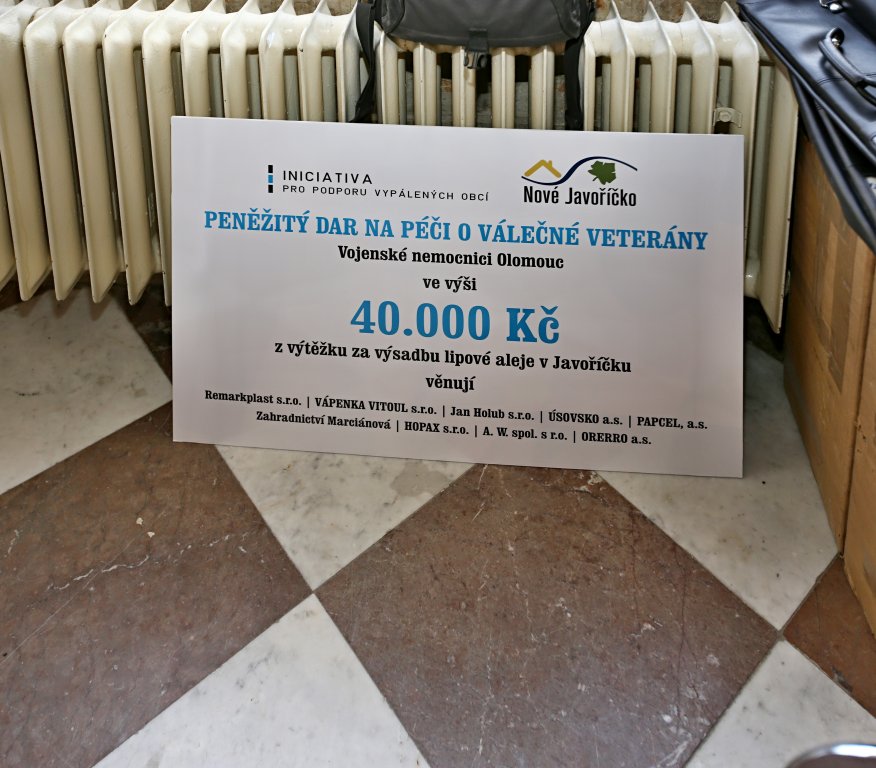 INICIATIVA
PRO PODPORU VYPÁLENÝCH OBCÍ
Nové Javoříčko
PENĚŽITÝ DAR NA PÉČI O VÁLEČNÉ VETERÁNY
Vojenské nemocnici Olomouc
ve výši
40.000 Kč
z výtěžku za výsadbu lipové aleje v Javoříčku
věnují
Remarkplast s.r.o. | VÁPENKA VITOUL s.r.o. | Jan Holub s.r.o. | ÚSOVSKO a.s. | PAPCEL, a.s.
Zahradnictví Marciánová | HOPAX s.r.o. | A. W. spol. s r.o. | ORERRO a.s.